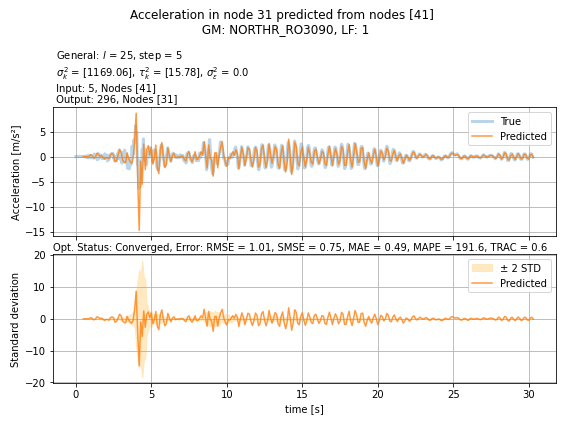 Acceleration in node 31 predicted from nodes [41]
GM: NORTHR_RO3090, LF: 1
General: l = 25, step = 5
σ²ₖ = [1169.06], τ²ₖ = [15.78], σ²ε = 0.0
Input: 5, Nodes [41]
Output: 296, Nodes [31]
True
Predicted
Acceleration [m/s²]
5
0
−5
−10
−15
Opt. Status: Converged, Error: RMSE = 1.01, SMSE = 0.75, MAE = 0.49, MAPE = 191.6, TRAC = 0.6
± 2 STD
Predicted
Standard deviation
20
10
0
−10
−20
0 5 10 15 20 25 30
time [s]